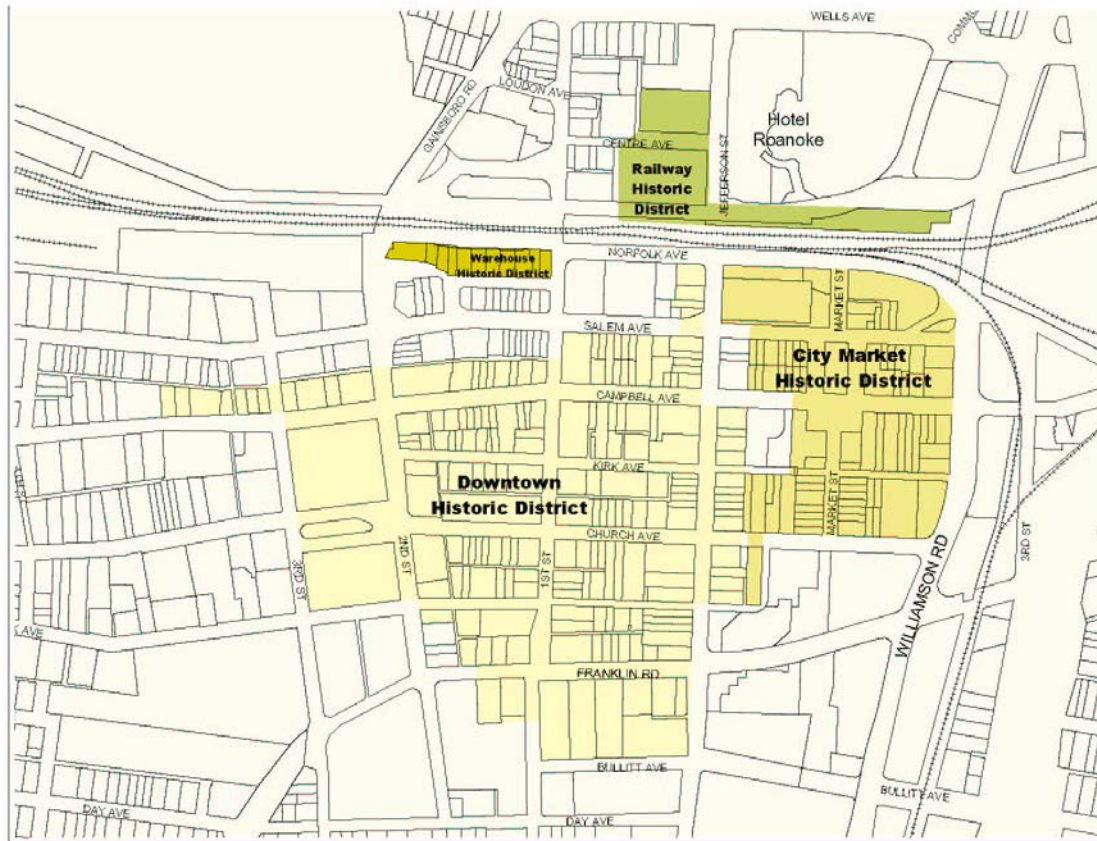 WELLS AVE
COMM
LOUDON AVE
GAINSBORO RD
Hotel
Roanoke
CENTRE AVE
JEFFERSON ST
Railway
Historic
District
NORFOLK AVE
Warehouse
Historic District
MARKET ST
SALEM AVE
City Market
Historic District
CAMPBELL AVE
KIRK AVE
Downtown
Historic District
MARKET ST
CHURCH AVE
2ND ST
1ST ST
3RD ST
3RD ST
WILLIAMSON RD
AVE
FRANKLIN RD
BULLITT AVE
BULLITT AVE
DAY AVE
DAY AVE